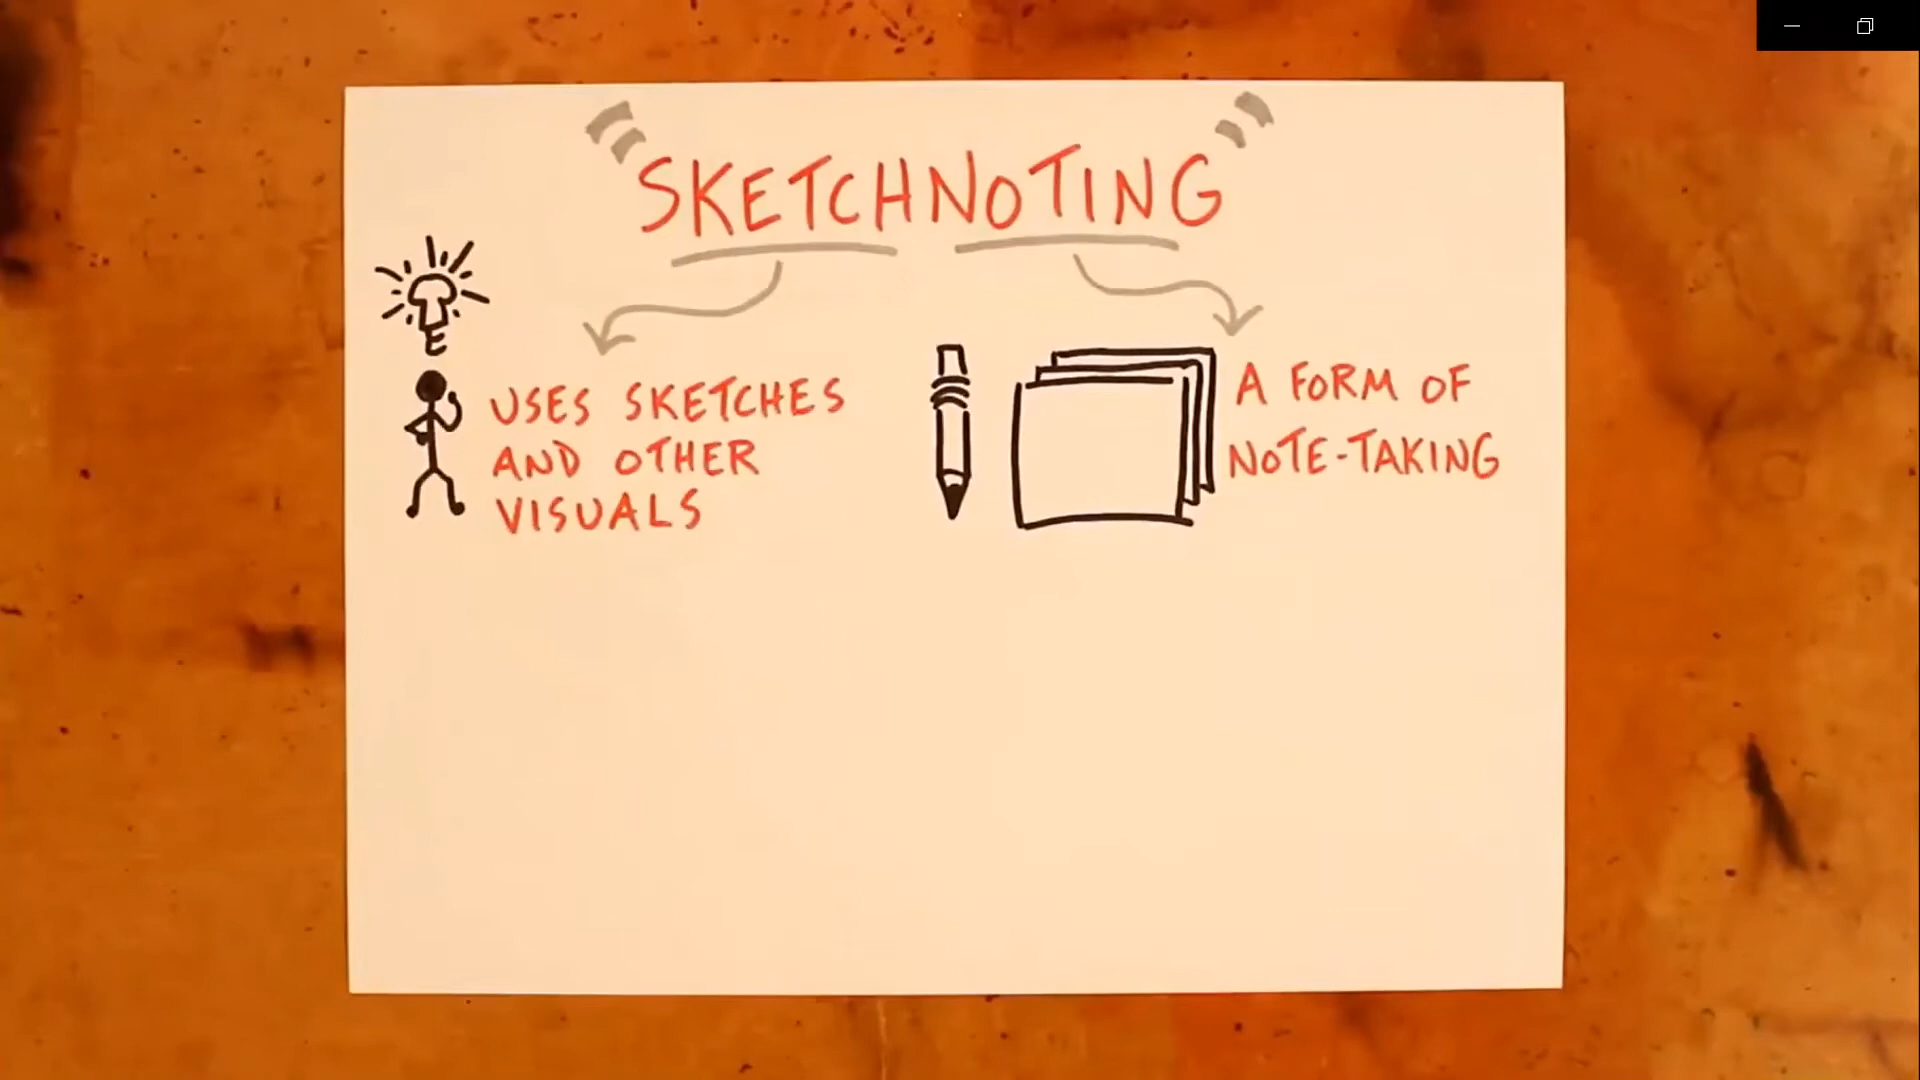 "SKETCHNOTING"
USES SKETCHES
AND OTHER
VISUALS
A FORM OF
NOTE-TAKING